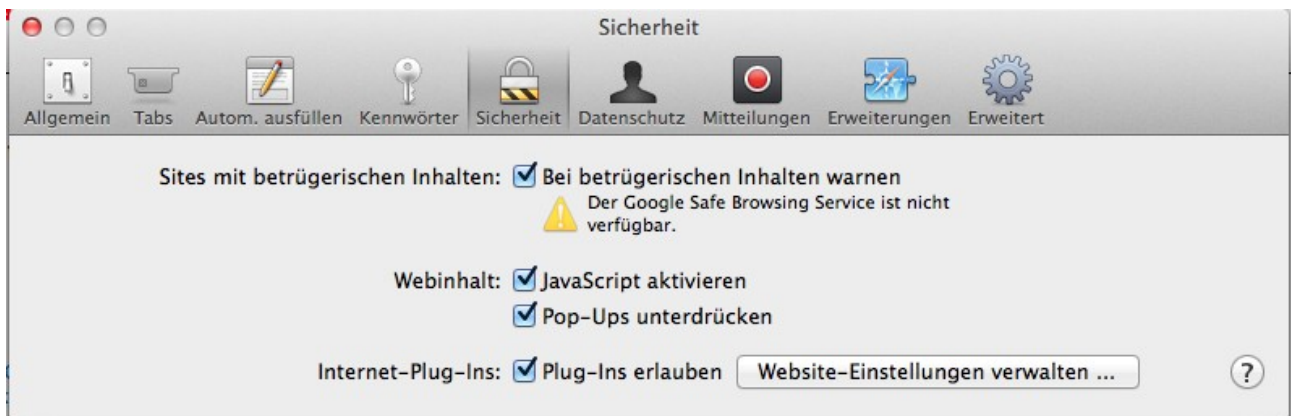 Sicherheit
Allgemein Tabs Autom. ausfüllen Kennwörter Sicherheit Datenschutz Mitteilungen Erweiterungen Erweitert
Sites mit betrügerischen Inhalten: Bei betrügerischen Inhalten warnen
Der Google Safe Browsing Service ist nicht
verfügbar.
Webinhalt: JavaScript aktivieren
Pop-Ups unterdrücken
Internet-Plug-Ins: Plug-Ins erlauben Website-Einstellungen verwalten ... ?